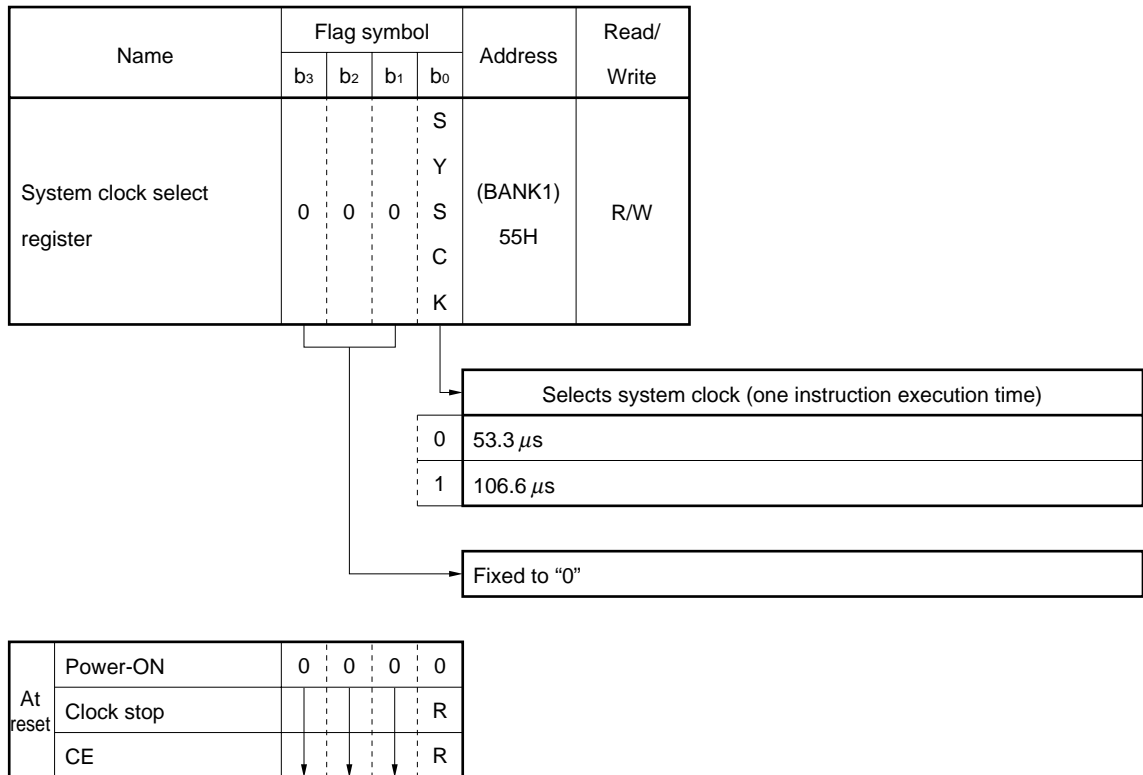 Name Flag symbol Address Read/
Write
b3 b2 b1 b0
System clock select
register
0 0 0
S
Y
S
C
K
(BANK1)
55H
R/W
Selects system clock (one instruction execution time)
0 53.3 μs
1 106.6 μs
Fixed to “0”
At
reset
Power-ON 0 0 0 0
Clock stop R
CE R